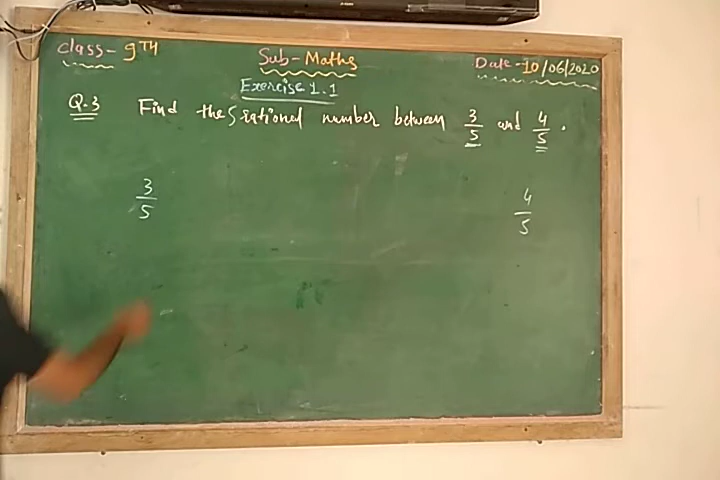 Class- 9TH Sub-Maths Date-10/06/2020
Exercise 1.1
Q.3 Find the 5 rational number between 3/5 and 4/5.
3/5 4/5